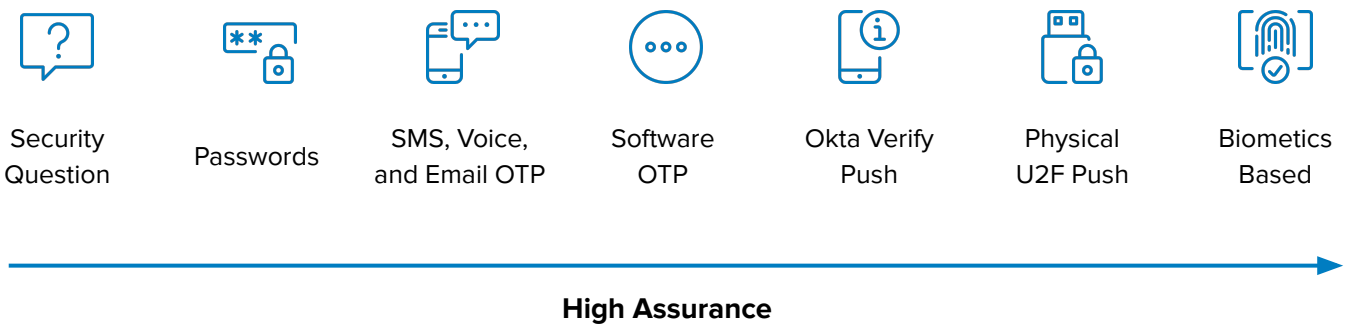 Security
Question
Passwords
SMS, Voice,
and Email OTP
Software
OTP
Okta Verify
Push
Physical
U2F Push
Biometics
Based
High Assurance